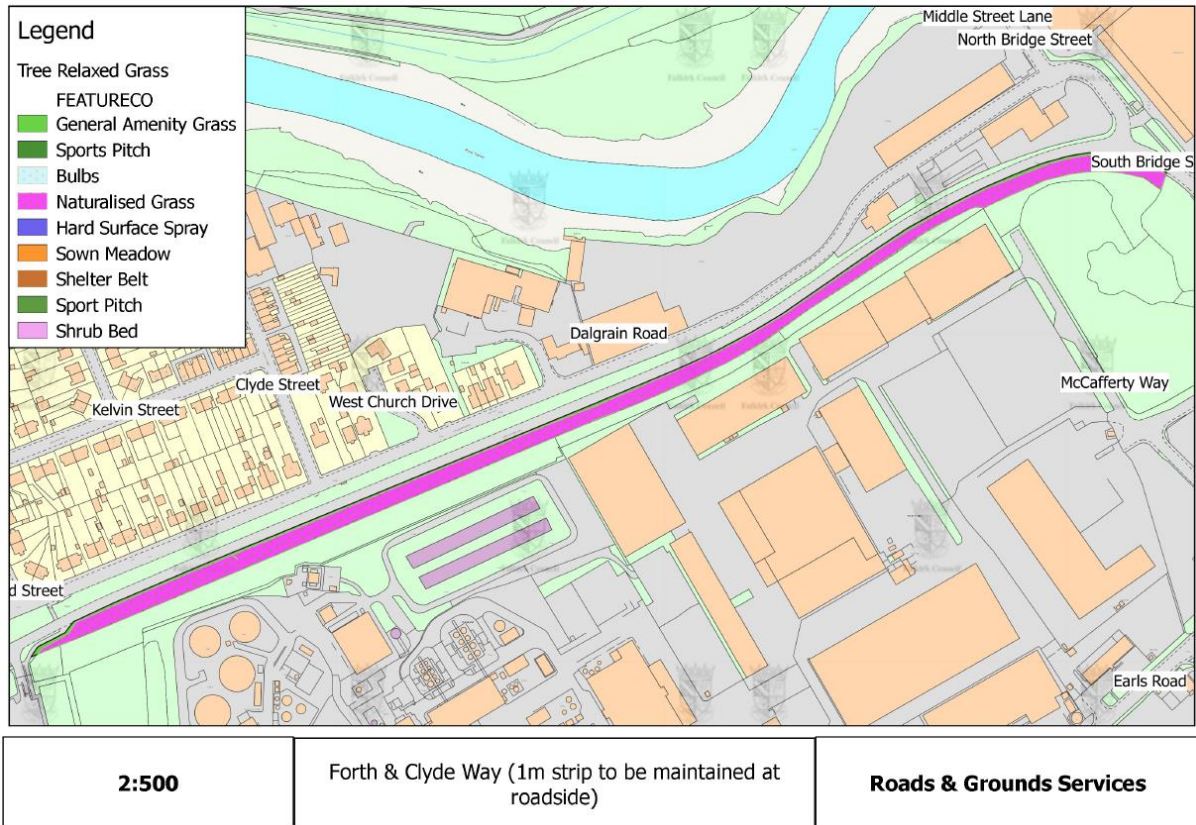 Legend
Tree Relaxed Grass
FEATURECO
General Amenity Grass
Sports Pitch
Bulbs
Naturalised Grass
Hard Surface Spray
Sown Meadow
Shelter Belt
Sport Pitch
Shrub Bed
Middle Street Lane
North Bridge Street
South Bridge S
Falkirk Council
Dalgrain Road
McCafferty Way
Clyde Street
West Church Drive
Kelvin Street
d Street
Earls Road
2:500
Forth & Clyde Way (1m strip to be maintained at
roadside)
Roads & Grounds Services